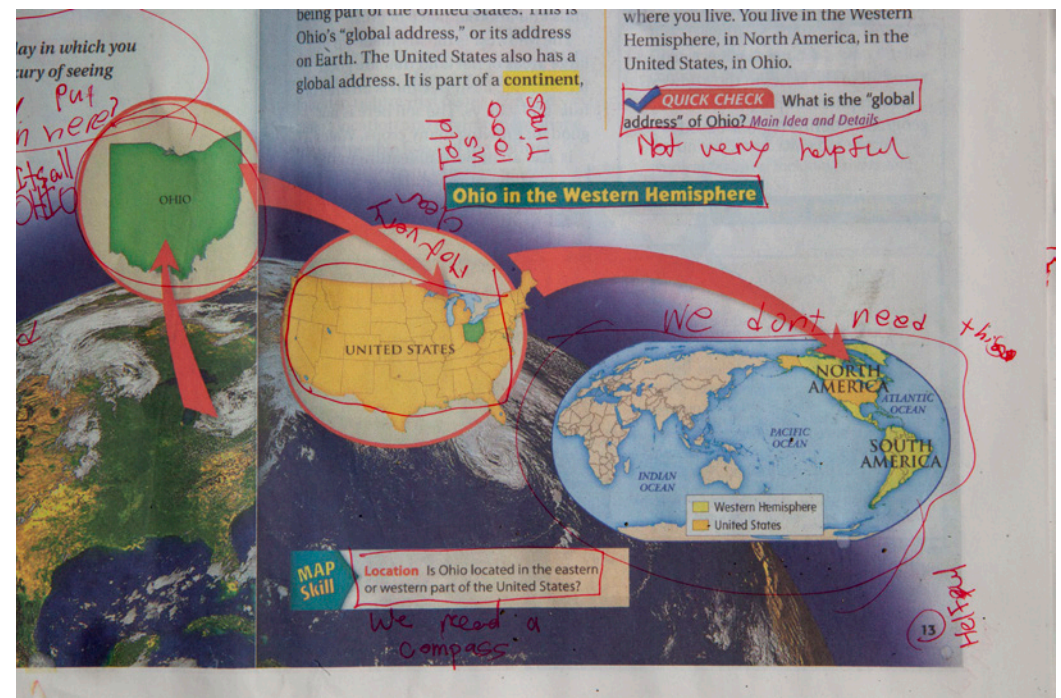 lay in which you
cury of seeing
put
n here?
Its all
OHIO
being part of the United States. This is
Ohio's "global address," or its address
on Earth. The United States also has a
global address. It is part of a continent,
where you live. You live in the Western
Hemisphere, in North America, in the
United States, in Ohio.
QUICK CHECK What is the "global
address" of Ohio? Main Idea and Details
Not very helpful
Told
us
1000
Times
Ohio in the Western Hemisphere
Not very
clear
OHIO
UNITED STATES
We dont need this
NORTH
AMERICA
ATLANTIC
OCEAN
PACIFIC
OCEAN
SOUTH
AMERICA
INDIAN
OCEAN
Western Hemisphere
United States
MAP
Skill
Location Is Ohio located in the eastern
or western part of the United States?
We need a
compass
13